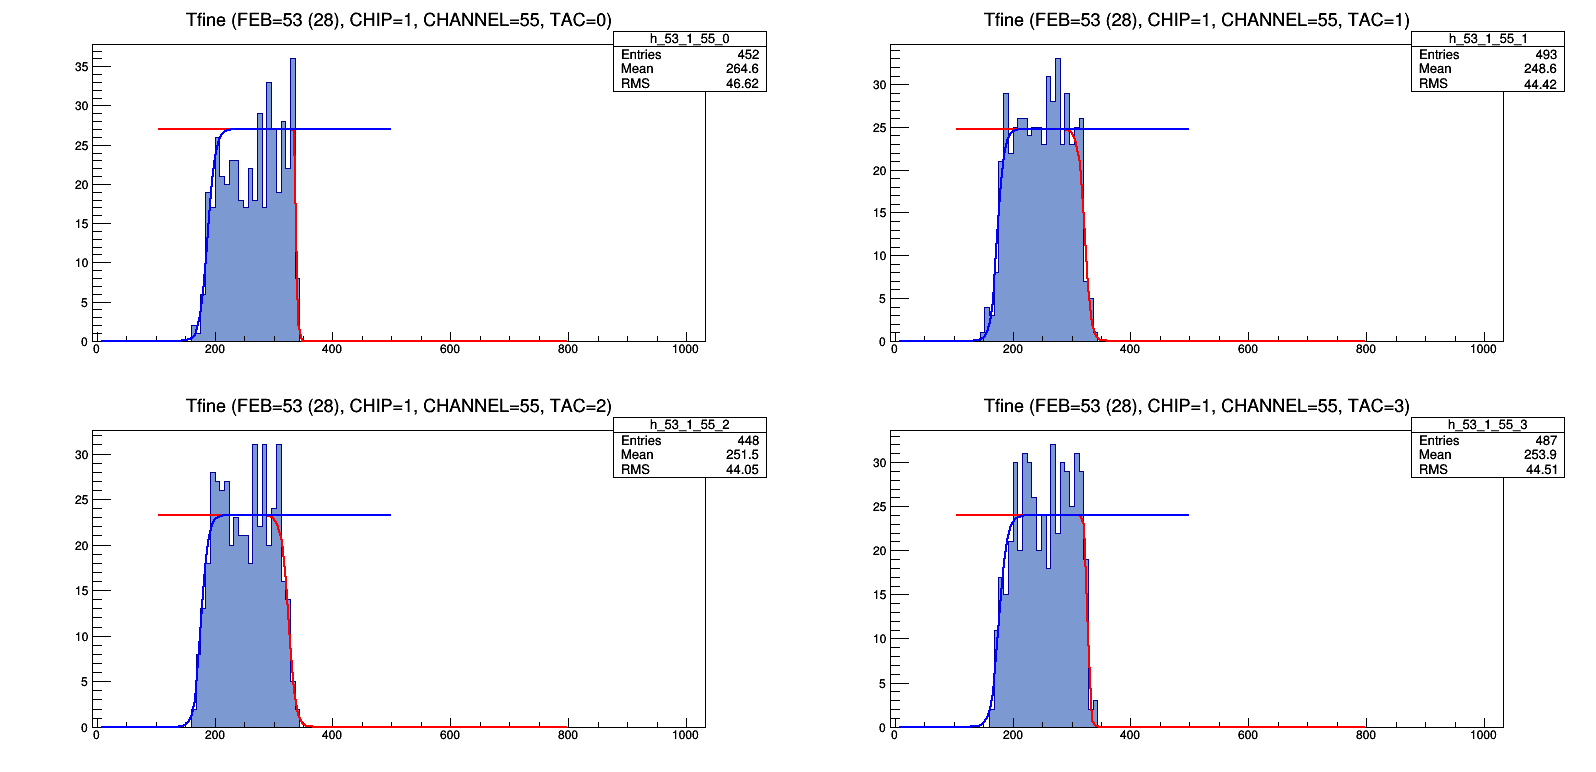 Tfine (FEB=53 (28), CHIP=1, CHANNEL=55, TAC=0)
h_53_1_55_0
Entries 452
Mean 264.6
RMS 46.62
35
30
25
20
15
10
5
0
0 200 400 600 800 1000
Tfine (FEB=53 (28), CHIP=1, CHANNEL=55, TAC=1)
h_53_1_55_1
Entries 493
Mean 248.6
RMS 44.42
30
25
20
15
10
5
0
0 200 400 600 800 1000
Tfine (FEB=53 (28), CHIP=1, CHANNEL=55, TAC=2)
h_53_1_55_2
Entries 448
Mean 251.5
RMS 44.05
30
25
20
15
10
5
0
0 200 400 600 800 1000
Tfine (FEB=53 (28), CHIP=1, CHANNEL=55, TAC=3)
h_53_1_55_3
Entries 487
Mean 253.9
RMS 44.51
30
25
20
15
10
5
0
0 200 400 600 800 1000